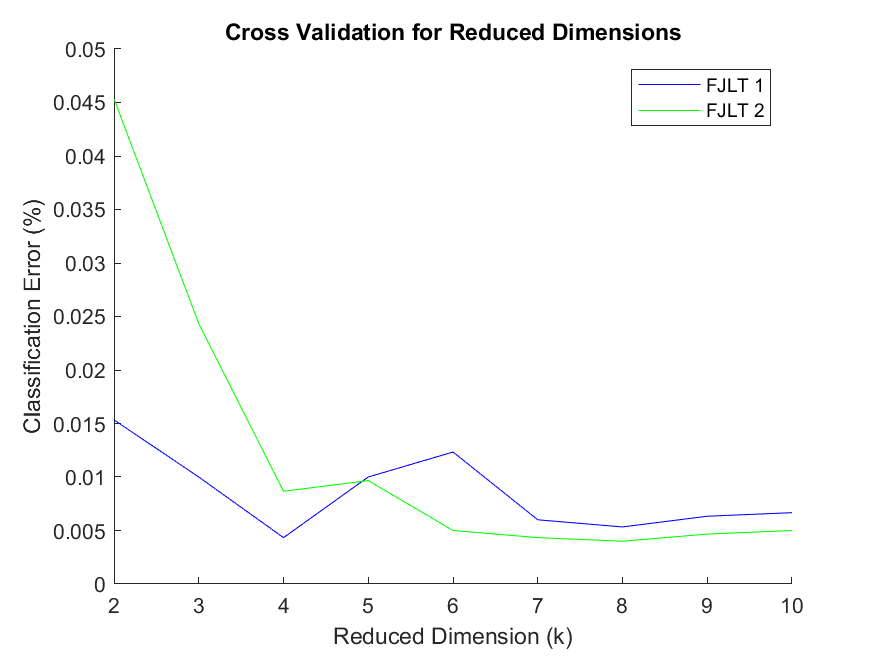 Cross Validation for Reduced Dimensions
FJLT 1
FJLT 2
Classification Error (%)
0.05
0.045
0.04
0.035
0.03
0.025
0.02
0.015
0.01
0.005
0
2 3 4 5 6 7 8 9 10
Reduced Dimension (k)